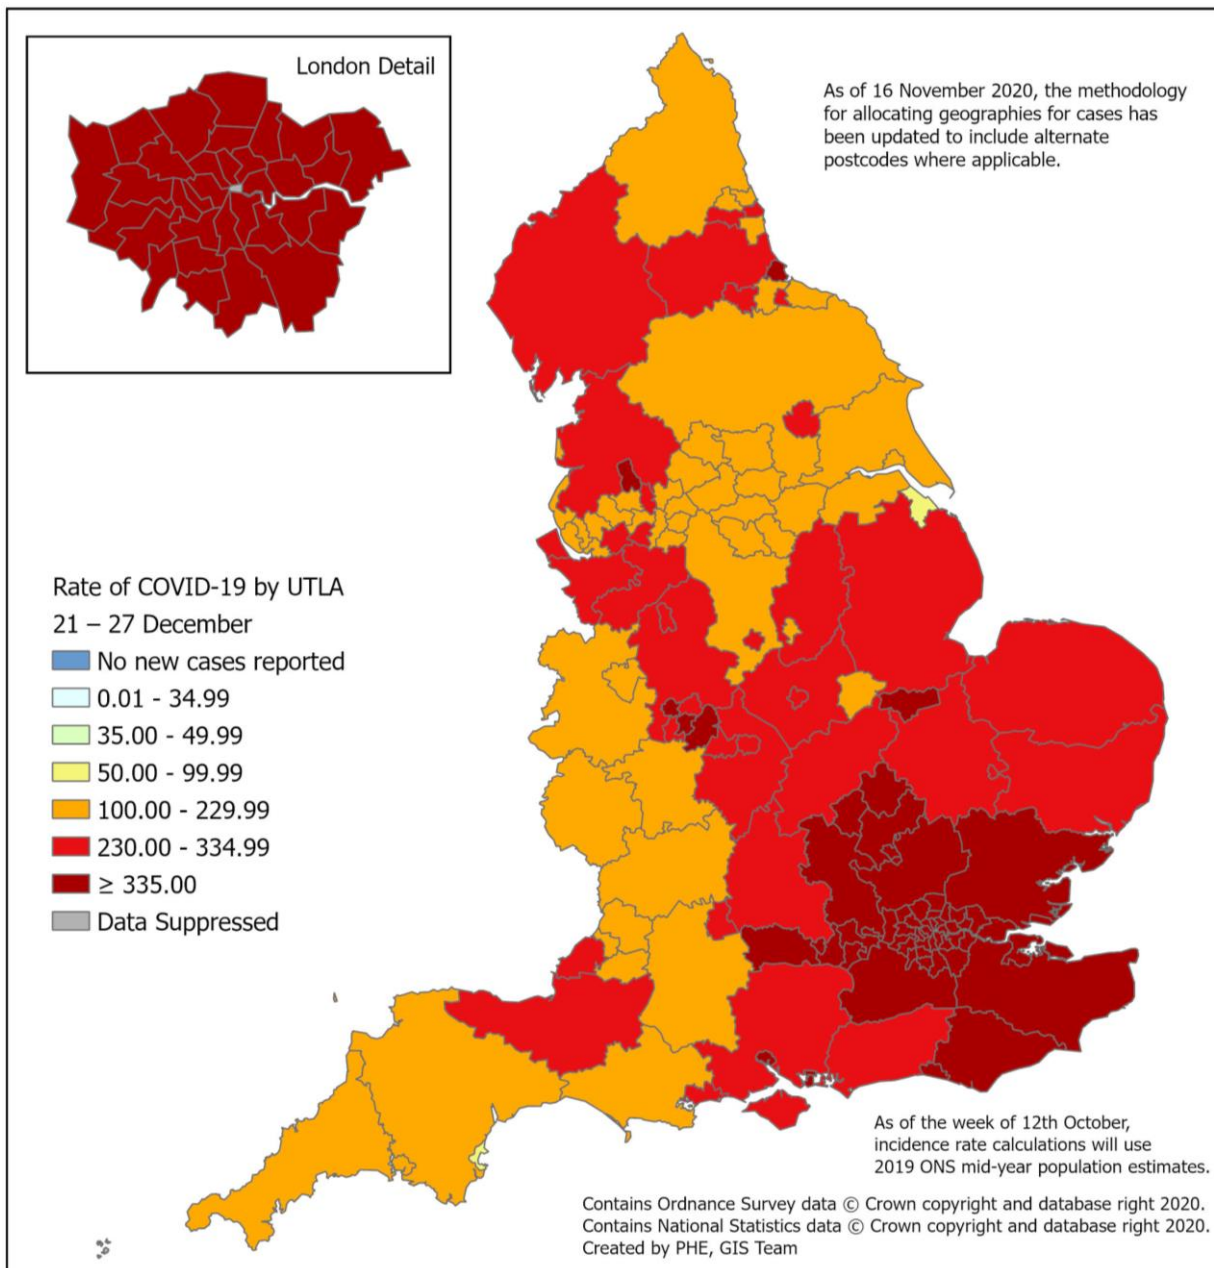 London Detail
As of 16 November 2020, the methodology
for allocating geographies for cases has
been updated to include alternate
postcodes where applicable.
Rate of COVID-19 by UTLA
21 – 27 December
No new cases reported
0.01 - 34.99
35.00 - 49.99
50.00 - 99.99
100.00 - 229.99
230.00 - 334.99
≥ 335.00
Data Suppressed
As of the week of 12th October,
incidence rate calculations will use
2019 ONS mid-year population estimates.
Contains Ordnance Survey data © Crown copyright and database right 2020.
Contains National Statistics data © Crown copyright and database right 2020.
Created by PHE, GIS Team